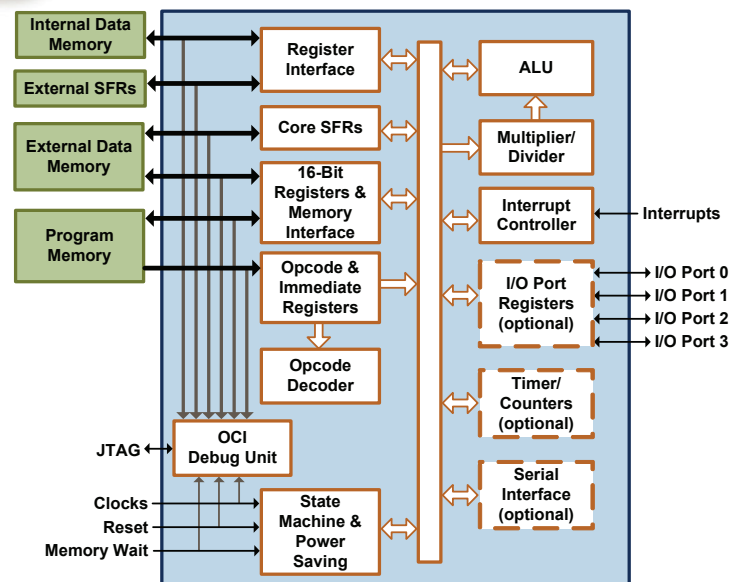 Internal Data
Memory
External SFRs
External Data
Memory
Program
Memory
Register
Interface
Core SFRs
16-Bit
Registers &
Memory
Interface
Opcode &
Immediate
Registers
Opcode
Decoder
OCI
Debug Unit
State
Machine &
Power
Saving
JTAG
Clocks
Reset
Memory Wait
ALU
Multiplier/
Divider
Interrupt
Controller
I/O Port
Registers
(optional)
Timer/
Counters
(optional)
Serial
Interface
(optional)
Interrupts
I/O Port 0
I/O Port 1
I/O Port 2
I/O Port 3